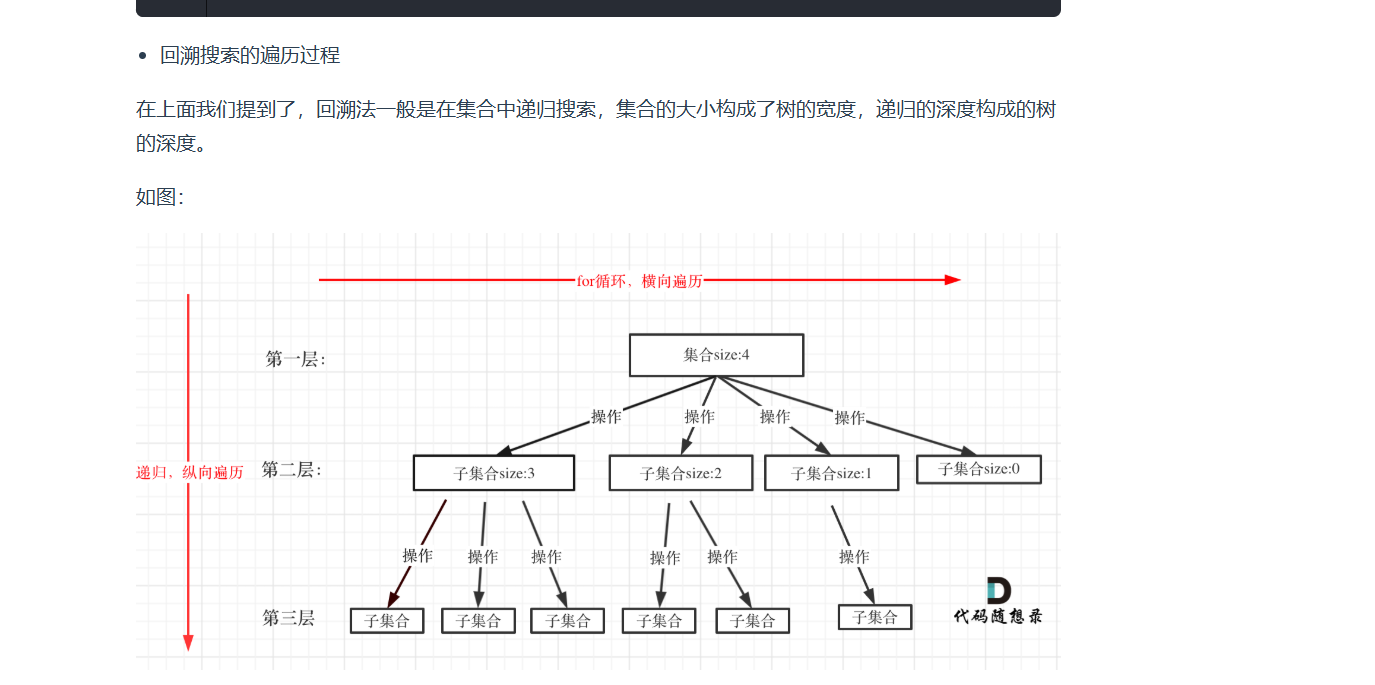 回溯搜索的遍历过程
在上面我们提到了，回溯法一般是在集合中递归搜索，集合的大小构成了树的宽度，递归的深度构成的树
的深度。
如图：
for循环，横向遍历
第一层：
集合size:4
操作 操作 操作 操作
递归，纵向遍历
第二层：
子集合size:3 子集合size:2 子集合size:1 子集合size:0
操作 操作 操作 操作 操作 操作
第三层
子集合 子集合 子集合 子集合 子集合 子集合
代码随想录